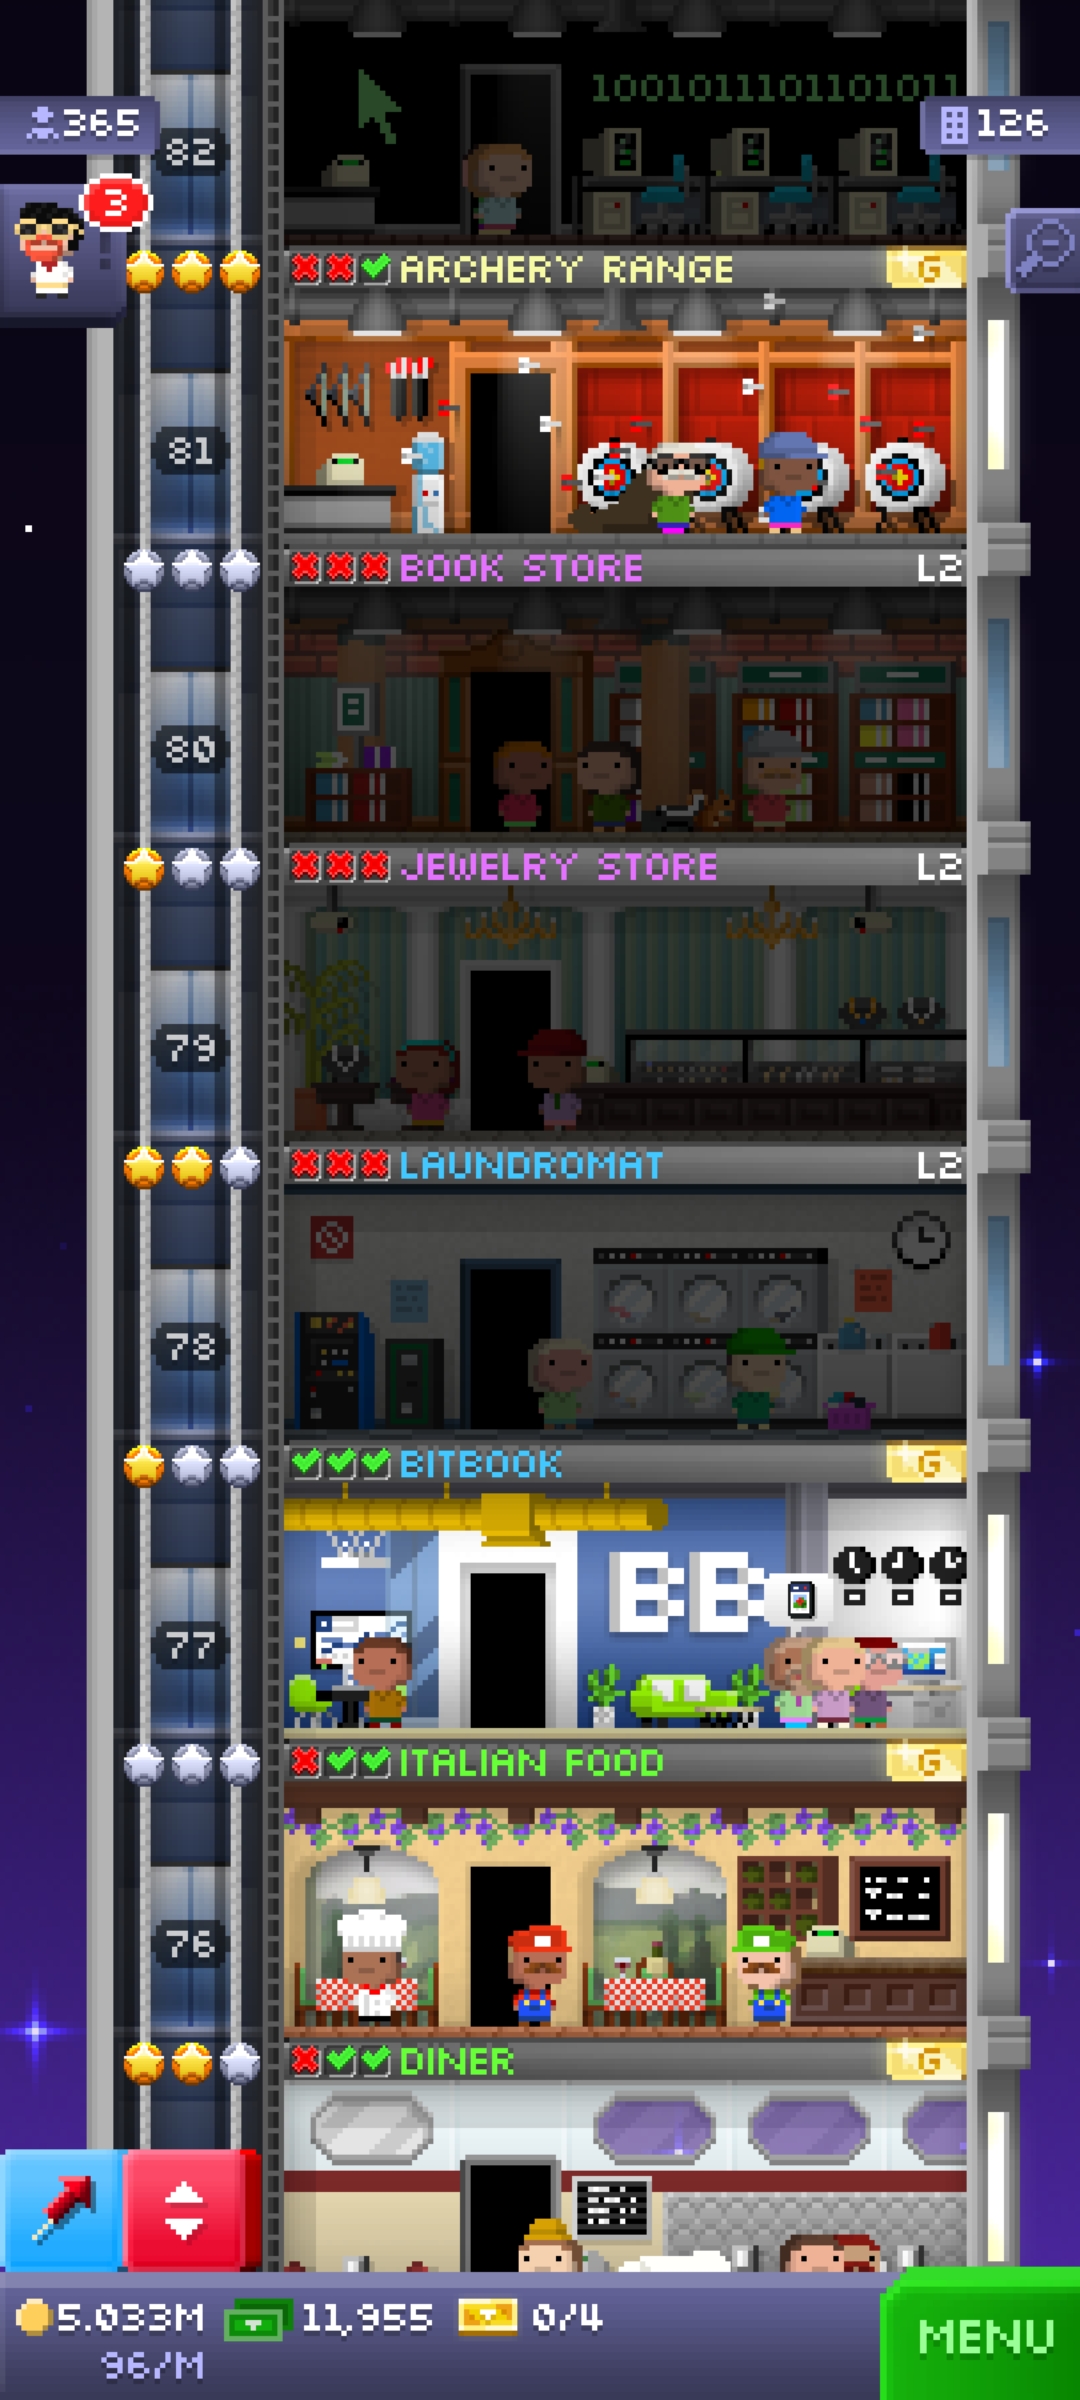 1001011101101011
365
126
82
3
ARCHERY RANGE
G
81
BOOK STORE
L2
80
JEWELRY STORE
L2
79
LAUNDROMAT
L2
78
BITBOOK
G
BB
77
ITALIAN FOOD
G
76
DINER
G
5.033M
11,955
0/4
96/M
MENU